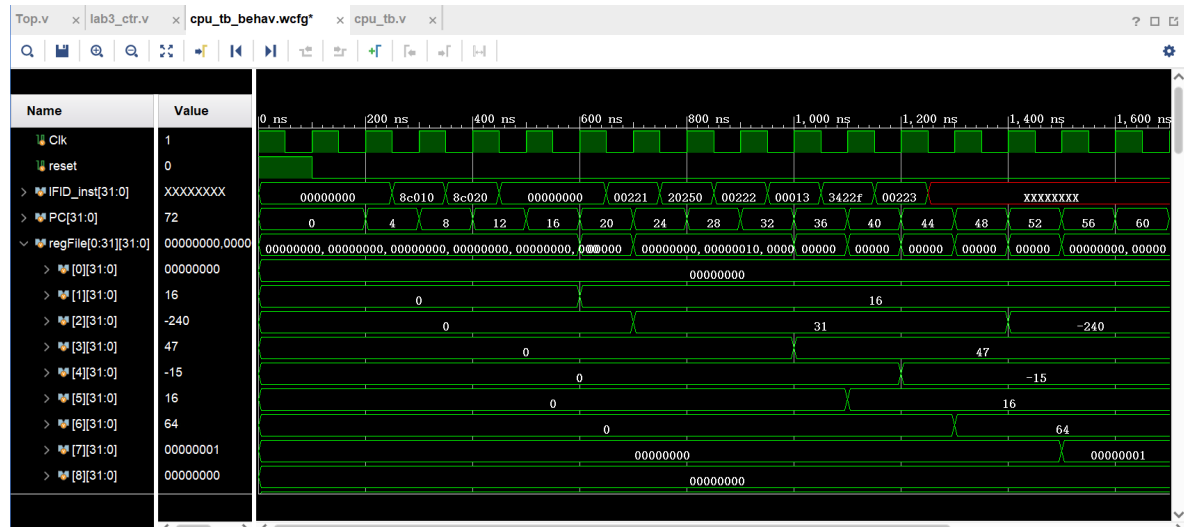 Top.v × lab3_ctr.v × cpu_tb_behav.wcfg* × cpu_tb.v ×
Name Value
0 ns 200 ns 400 ns 600 ns 800 ns 1,000 ns 1,200 ns 1,400 ns 1,600 ns
Clk 1
reset 0
IFID_inst[31:0] XXXXXXXX 00000000 8c010 8c020 00000000 00221 20250 00222 00013 3422f 00223 XXXXXXXX
PC[31:0] 72 0 4 8 12 16 20 24 28 32 36 40 44 48 52 56 60
regFile[0:31][31:0] 00000000,0000 00000000,00000000,00000000,00000000,00000000, 00000 00000000,00000010,0000 00000 00000 00000 00000 00000 00000000,00000
[0][31:0] 00000000 00000000
[1][31:0] 16 0 16
[2][31:0] -240 0 31 -240
[3][31:0] 47 0 47
[4][31:0] -15 0 -15
[5][31:0] 16 0 16
[6][31:0] 64 0 64
[7][31:0] 00000001 00000000 00000001
[8][31:0] 00000000 00000000